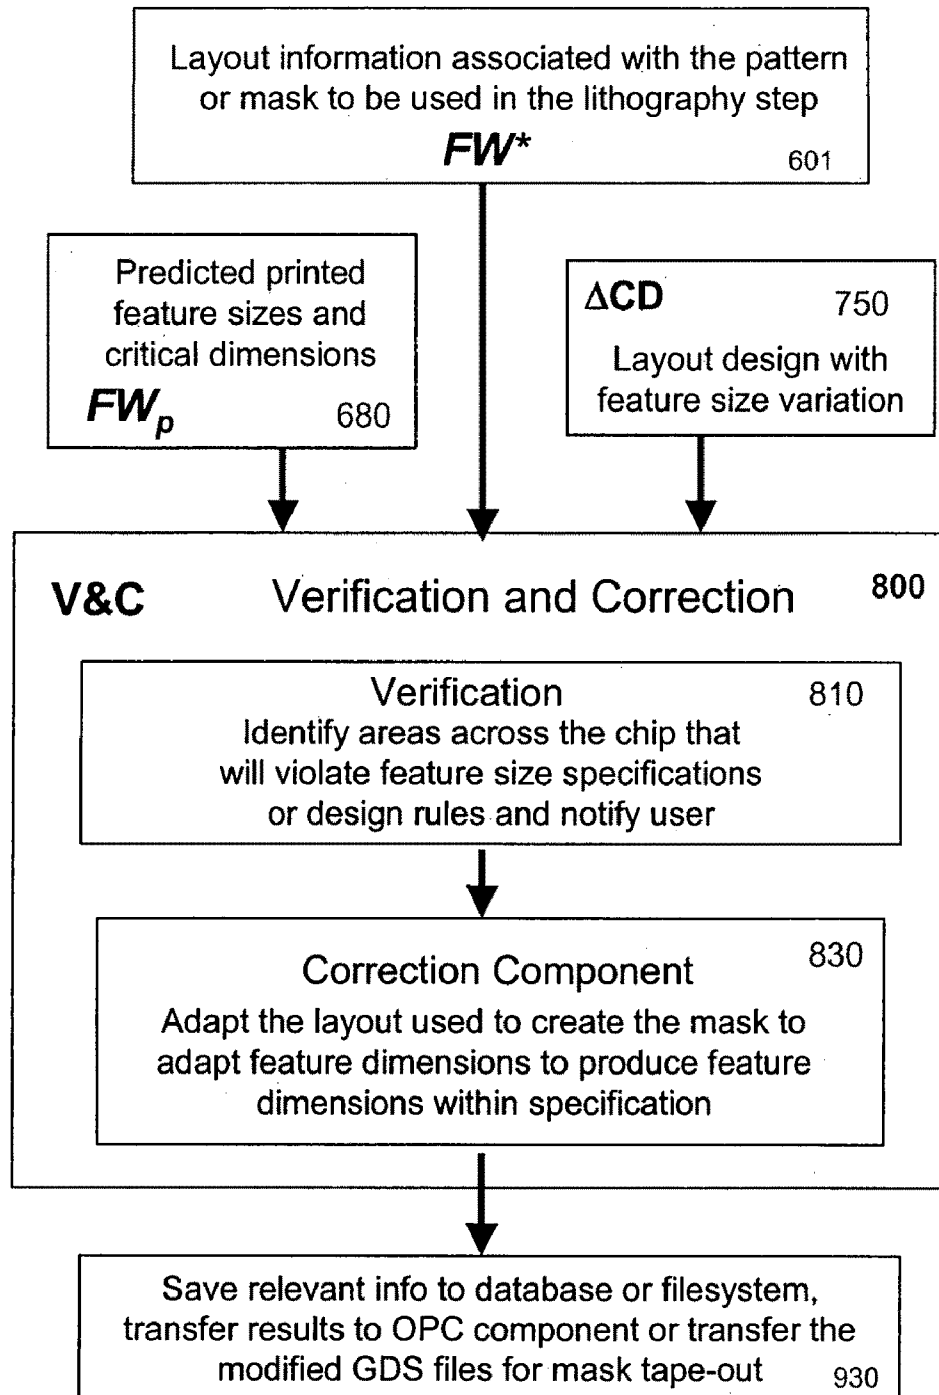 Layout information associated with the pattern
or mask to be used in the lithography step
FW*
601
Predicted printed
feature sizes and
critical dimensions
FWp
680
ΔCD
750
Layout design with
feature size variation
V&C
Verification and Correction
800
Verification
810
Identify areas across the chip that
will violate feature size specifications
or design rules and notify user
Correction Component
830
Adapt the layout used to create the mask to
adapt feature dimensions to produce feature
dimensions within specification
Save relevant info to database or filesystem,
transfer results to OPC component or transfer the
modified GDS files for mask tape-out
930